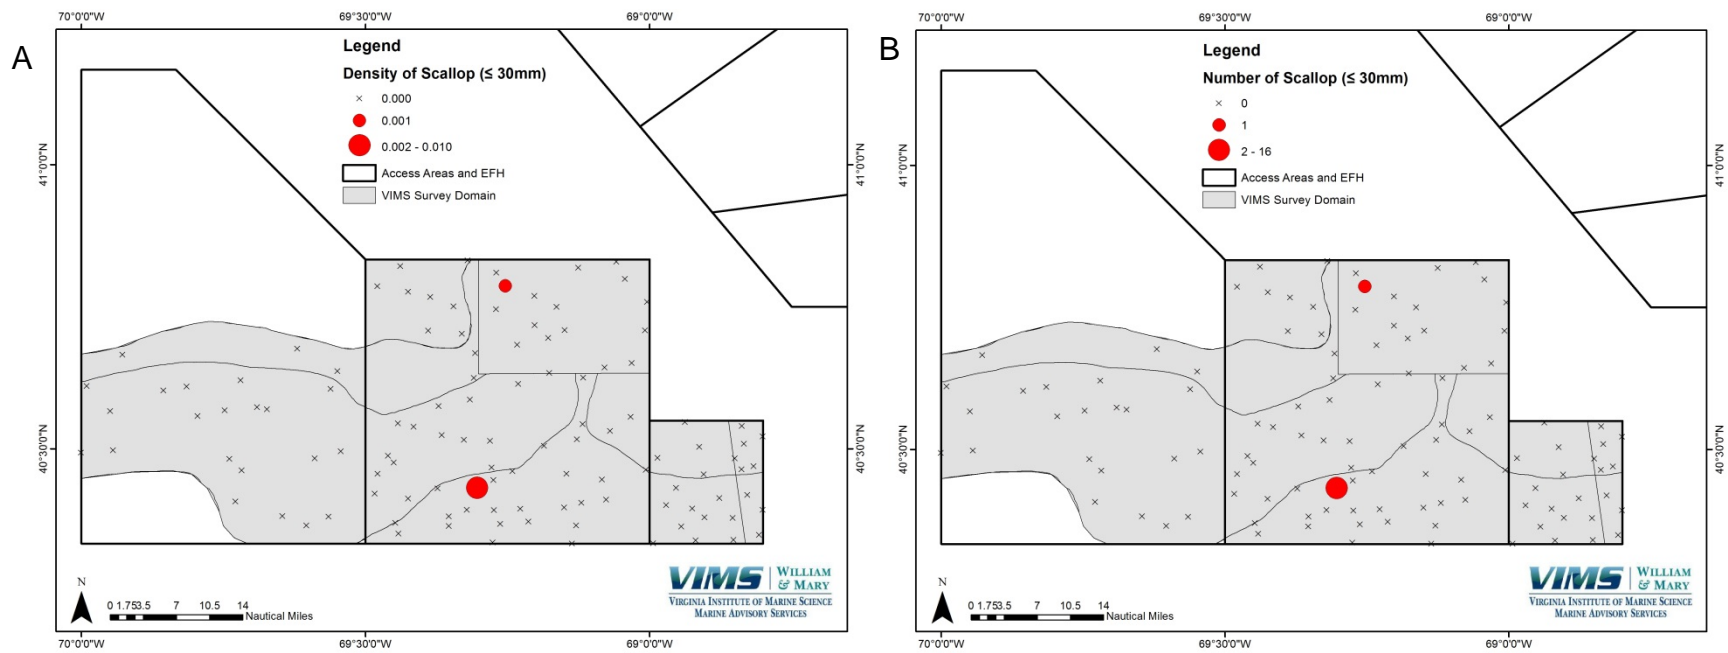 A
70°0'0"W
69°30'0"W
69°0'0"W
Legend
Density of Scallop (≤ 30mm)
0.000
0.001
0.002 - 0.010
Access Areas and EFH
VIMS Survey Domain
41°0'0"N
41°0'0"N
40°30'0"N
40°30'0"N
N
0 1.753.5 7 10.5 14
Nautical Miles
VIMS WILLIAM & MARY
VIRGINIA INSTITUTE OF MARINE SCIENCE
MARINE ADVISORY SERVICES
70°0'0"W
69°30'0"W
69°0'0"W
B
70°0'0"W
69°30'0"W
69°0'0"W
Legend
Number of Scallop (≤ 30mm)
0
1
2 - 16
Access Areas and EFH
VIMS Survey Domain
41°0'0"N
41°0'0"N
40°30'0"N
40°30'0"N
N
0 1.753.5 7 10.5 14
Nautical Miles
VIMS WILLIAM & MARY
VIRGINIA INSTITUTE OF MARINE SCIENCE
MARINE ADVISORY SERVICES
70°0'0"W
69°30'0"W
69°0'0"W